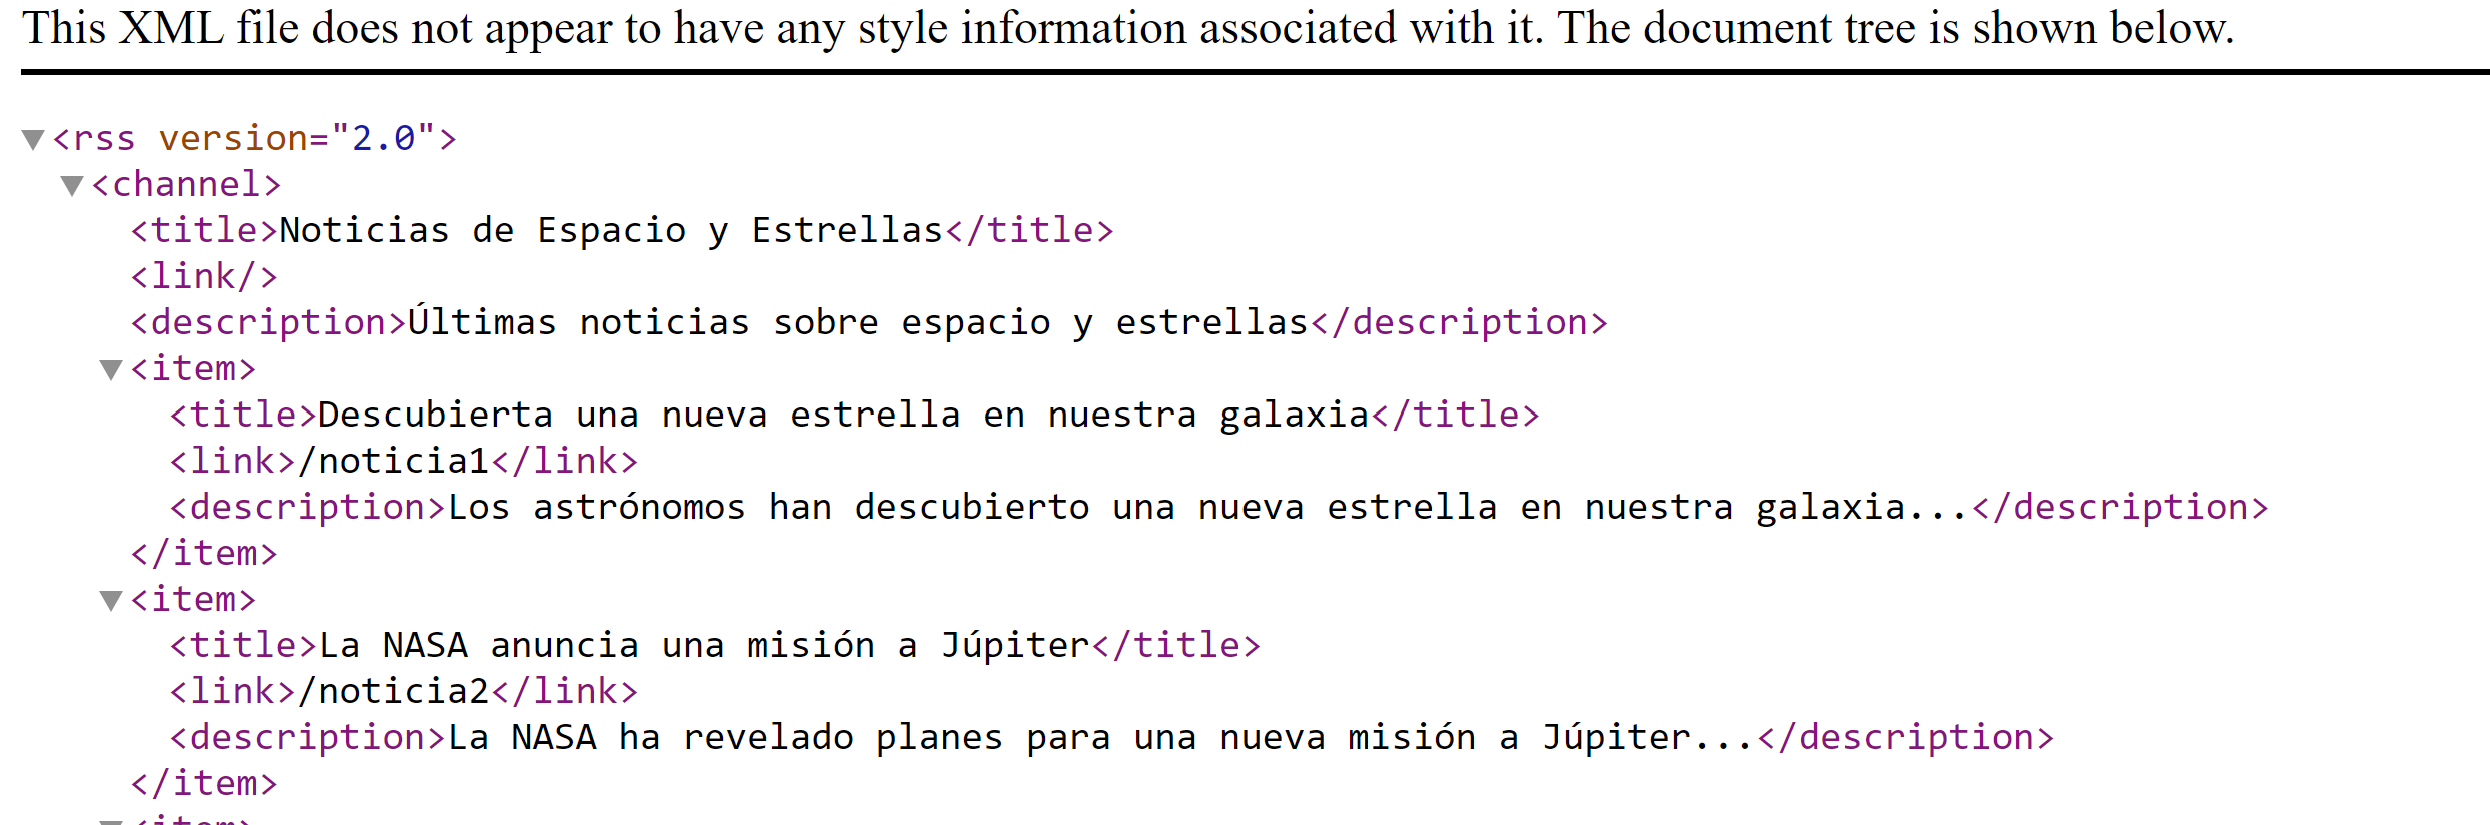 This XML file does not appear to have any style information associated with it. The document tree is shown below.
<rss version="2.0">
<channel>
<title>Noticias de Espacio y Estrellas</title>
<link/>
<description>Últimas noticias sobre espacio y estrellas</description>
<item>
<title>Descubierta una nueva estrella en nuestra galaxia</title>
<link>/noticia1</link>
<description>Los astrónomos han descubierto una nueva estrella en nuestra galaxia...</description>
</item>
<item>
<title>La NASA anuncia una misión a Júpiter</title>
<link>/noticia2</link>
<description>La NASA ha revelado planes para una nueva misión a Júpiter...</description>
</item>
<item>